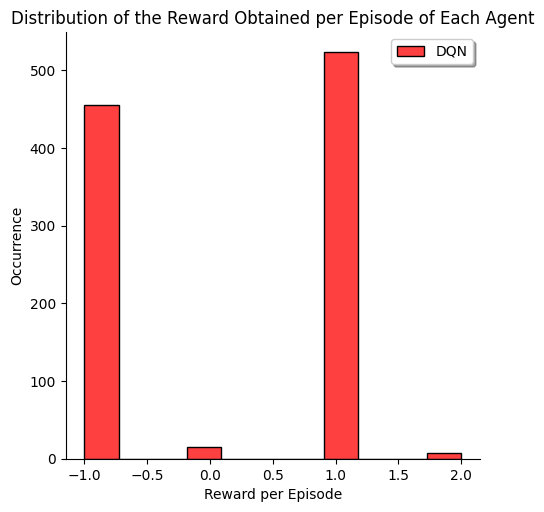 Distribution of the Reward Obtained per Episode of Each Agent
DQN
500
400
300
200
100
0
Occurrence
−1.0 −0.5 0.0 0.5 1.0 1.5 2.0
Reward per Episode